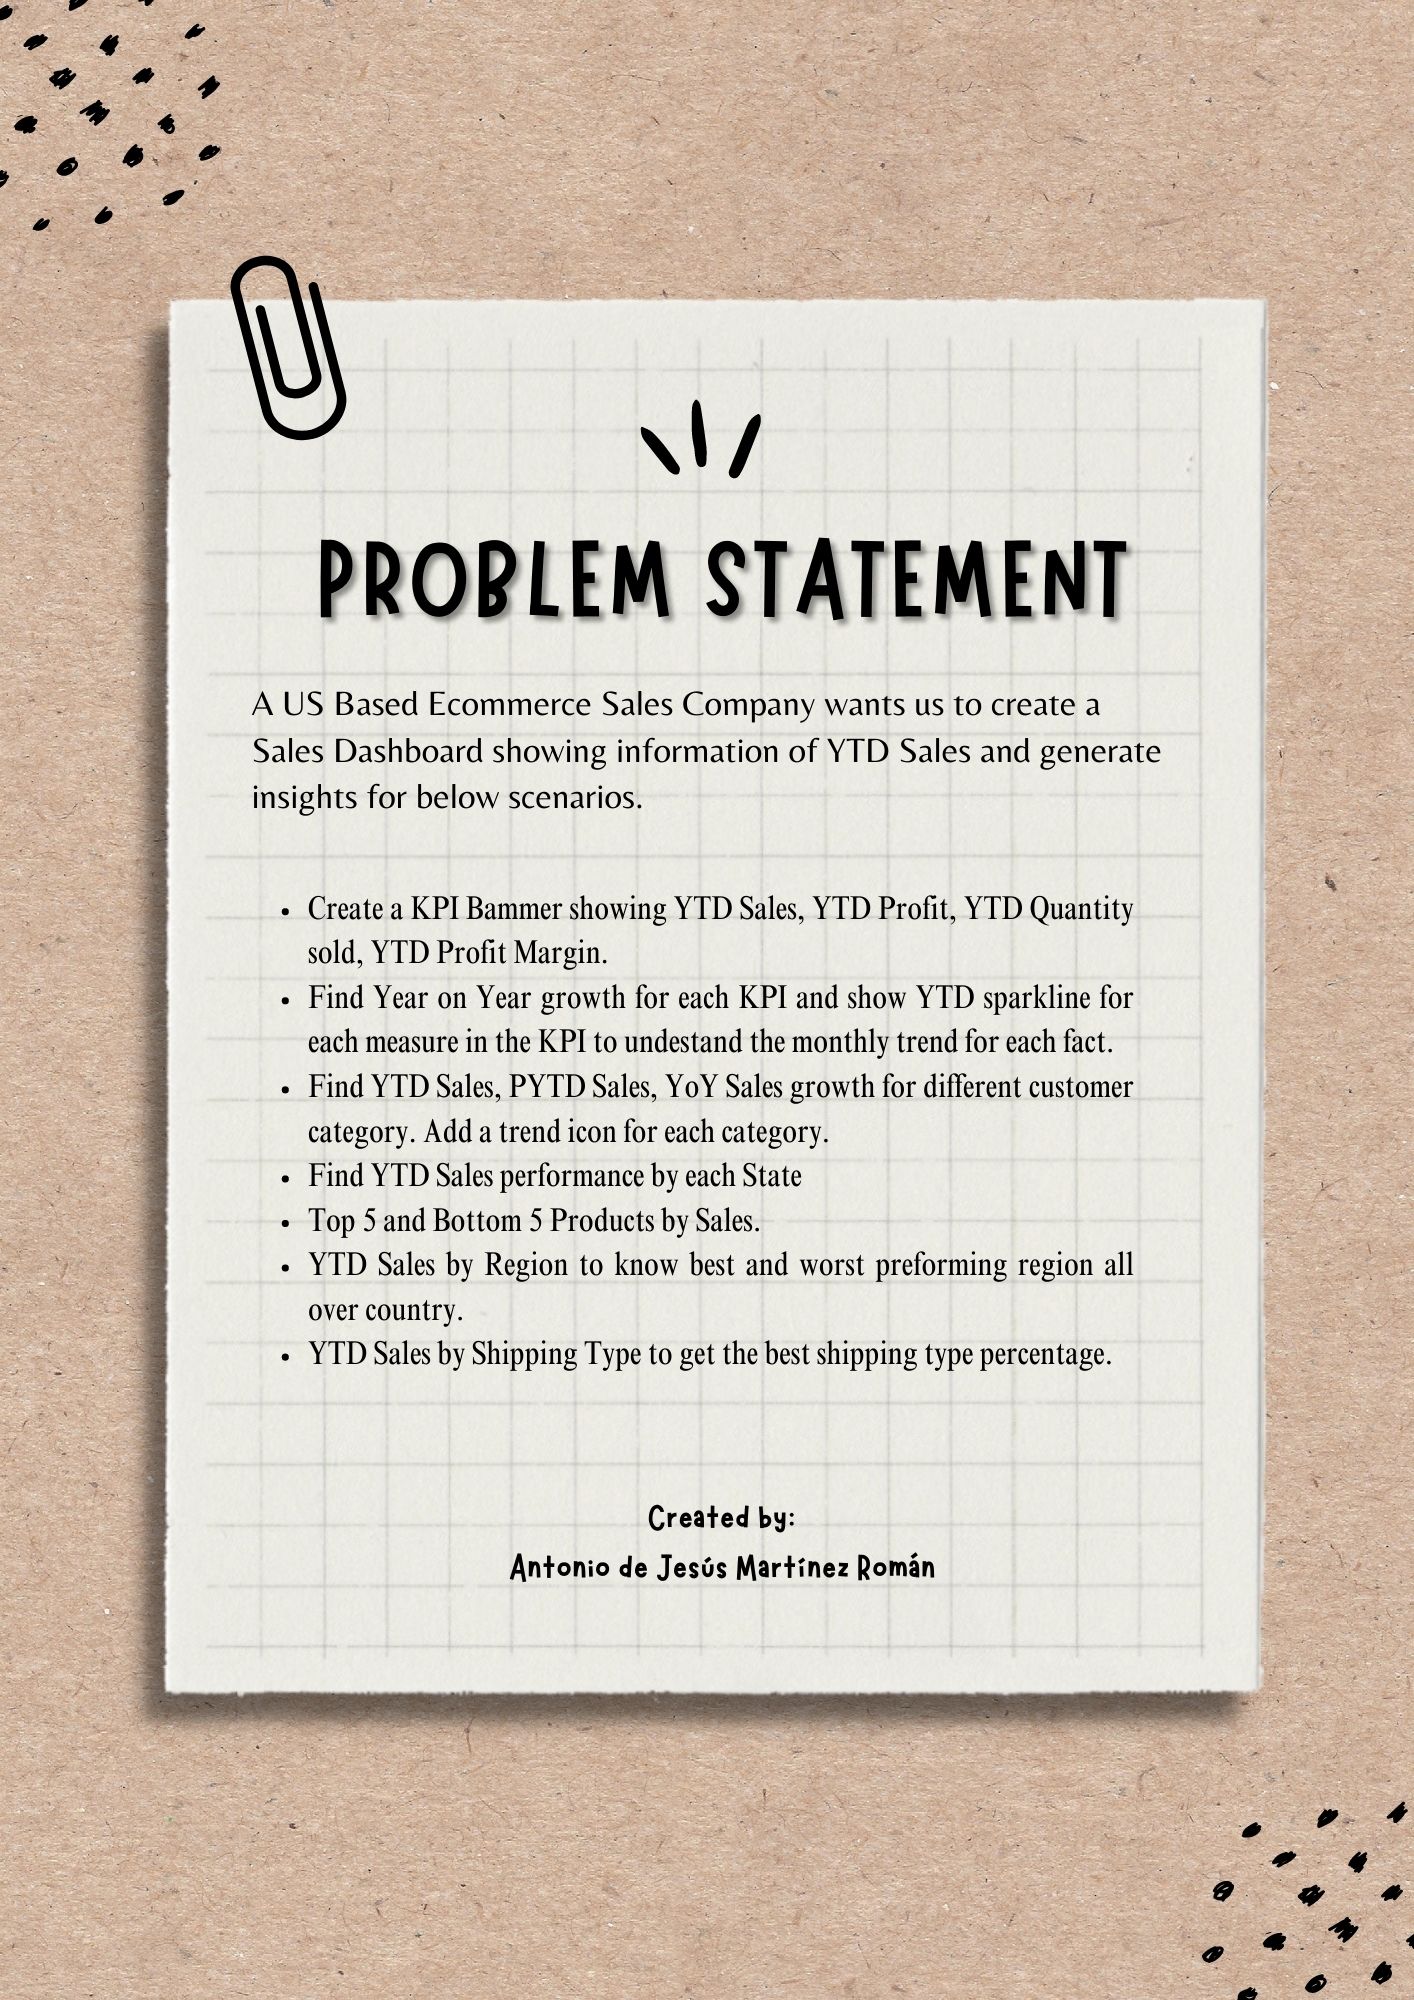 PROBLEM STATEMENT
A US Based Ecommerce Sales Company wants us to create a
Sales Dashboard showing information of YTD Sales and generate
insights for below scenarios.
• Create a KPI Bammer showing YTD Sales, YTD Profit, YTD Quantity
sold, YTD Profit Margin.
• Find Year on Year growth for each KPI and show YTD sparkline for
each measure in the KPI to undestand the monthly trend for each fact.
• Find YTD Sales, PYTD Sales, YoY Sales growth for different customer
category. Add a trend icon for each category.
• Find YTD Sales performance by each State
• Top 5 and Bottom 5 Products by Sales.
• YTD Sales by Region to know best and worst preforming region all
over country.
• YTD Sales by Shipping Type to get the best shipping type percentage.
Created by:
Antonio de Jesús Martínez Román